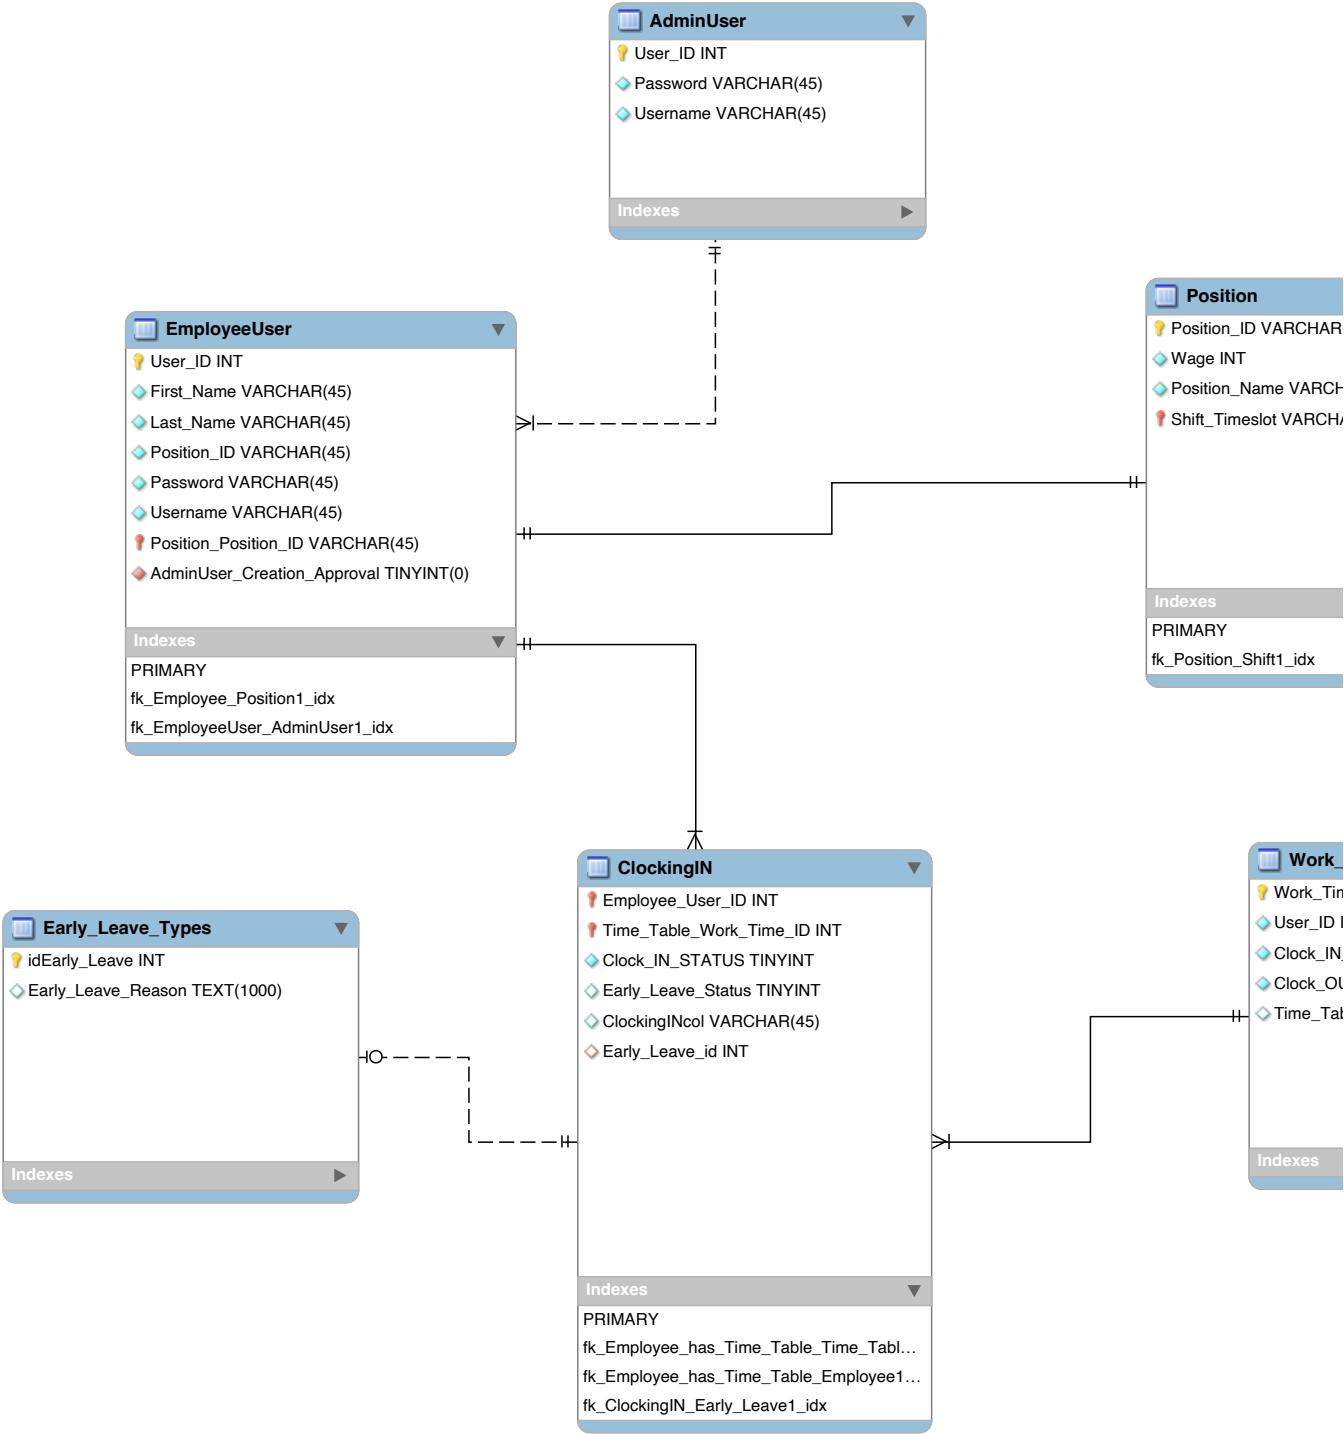 AdminUser
User_ID INT
Password VARCHAR(45)
Username VARCHAR(45)
Indexes
EmployeeUser
User_ID INT
First_Name VARCHAR(45)
Last_Name VARCHAR(45)
Position_ID VARCHAR(45)
Password VARCHAR(45)
Username VARCHAR(45)
Position_Position_ID VARCHAR(45)
AdminUser_Creation_Approval TINYINT(0)
Indexes
PRIMARY
fk_Employee_Position1_idx
fk_EmployeeUser_AdminUser1_idx
Position
Position_ID VARCHAR
Wage INT
Position_Name VARCH
Shift_Timeslot VARCHA
Indexes
PRIMARY
fk_Position_Shift1_idx
Early_Leave_Types
idEarly_Leave INT
Early_Leave_Reason TEXT(1000)
Indexes
ClockingIN
Employee_User_ID INT
Time_Table_Work_Time_ID INT
Clock_IN_STATUS TINYINT
Early_Leave_Status TINYINT
ClockingINcol VARCHAR(45)
Early_Leave_id INT
Indexes
PRIMARY
fk_Employee_has_Time_Table_Time_Tabl...
fk_Employee_has_Time_Table_Employee1...
fk_ClockingIN_Early_Leave1_idx
Work_
Work_Tim
User_ID I
Clock_IN_
Clock_OU
Time_Tab
Indexes